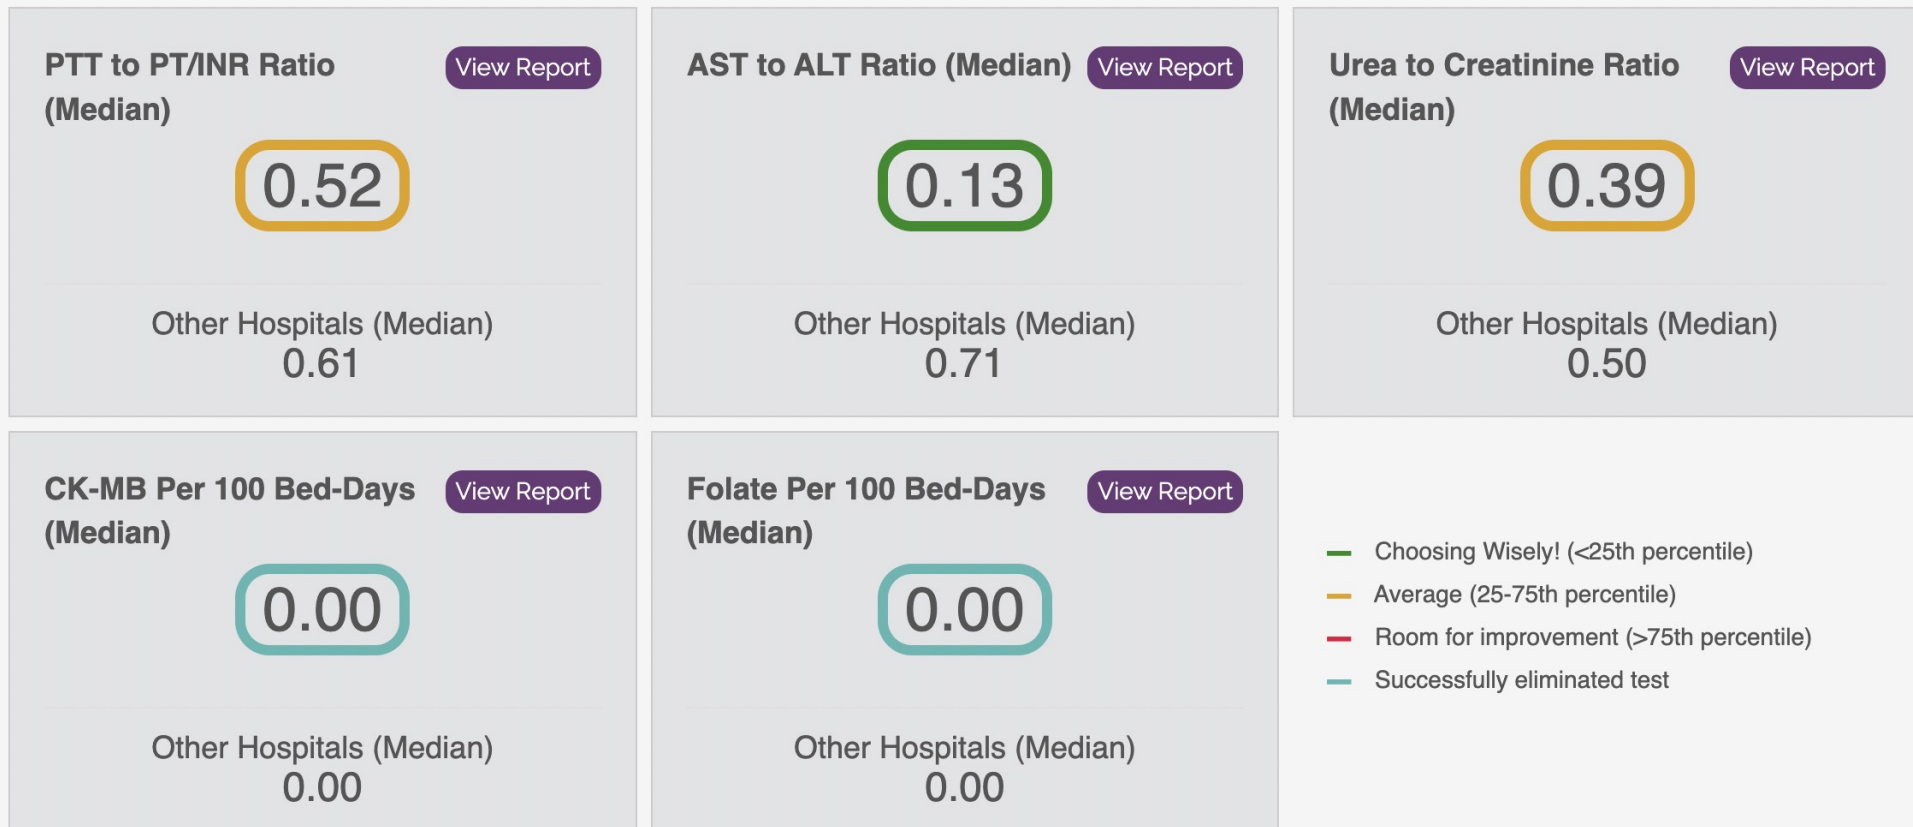 PTT to PT/INR Ratio
(Median)
View Report
0.52
Other Hospitals (Median)
0.61
AST to ALT Ratio (Median)
View Report
0.13
Other Hospitals (Median)
0.71
Urea to Creatinine Ratio
(Median)
View Report
0.39
Other Hospitals (Median)
0.50
CK-MB Per 100 Bed-Days
(Median)
View Report
0.00
Other Hospitals (Median)
0.00
Folate Per 100 Bed-Days
(Median)
View Report
0.00
Other Hospitals (Median)
0.00
Choosing Wisely! (<25th percentile)
Average (25-75th percentile)
Room for improvement (>75th percentile)
Successfully eliminated test